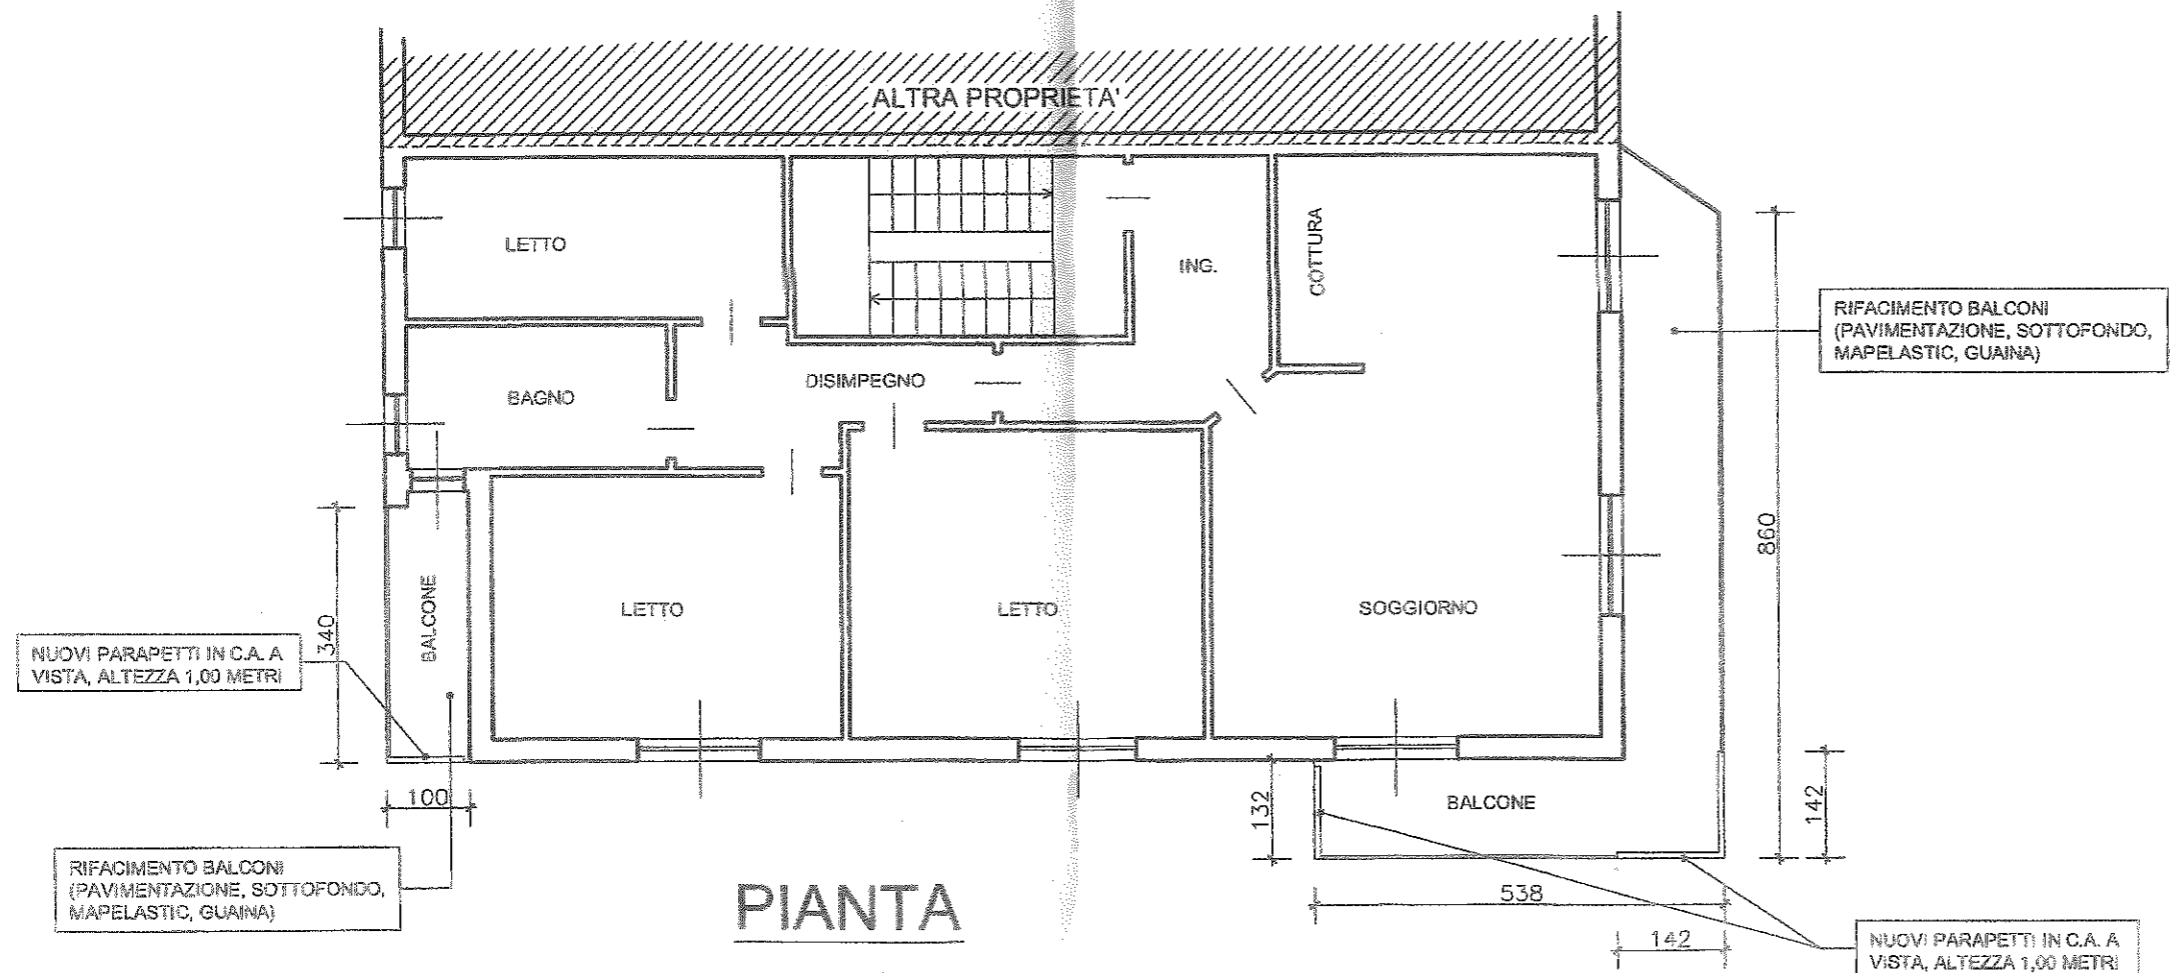 ALTRA PROPRIETA'
LETTO
ING.
COTTURA
RIFACIMENTO BALCONI
(PAVIMENTAZIONE, SOTTOFONDO,
MAPELASTIC, GUAINA)
BAGNO
DISIMPEGNO
860
340
BALCONE
LETTO
LETTO
SOGGIORNO
NUOVI PARAPETTI IN C.A. A
VISTA, ALTEZZA 1,00 METRI
100
132
BALCONE
142
RIFACIMENTO BALCONI
(PAVIMENTAZIONE, SOTTOFONDO,
MAPELASTIC, GUAINA)
PIANTA
538
142
NUOVI PARAPETTI IN C.A. A
VISTA, ALTEZZA 1,00 METRI